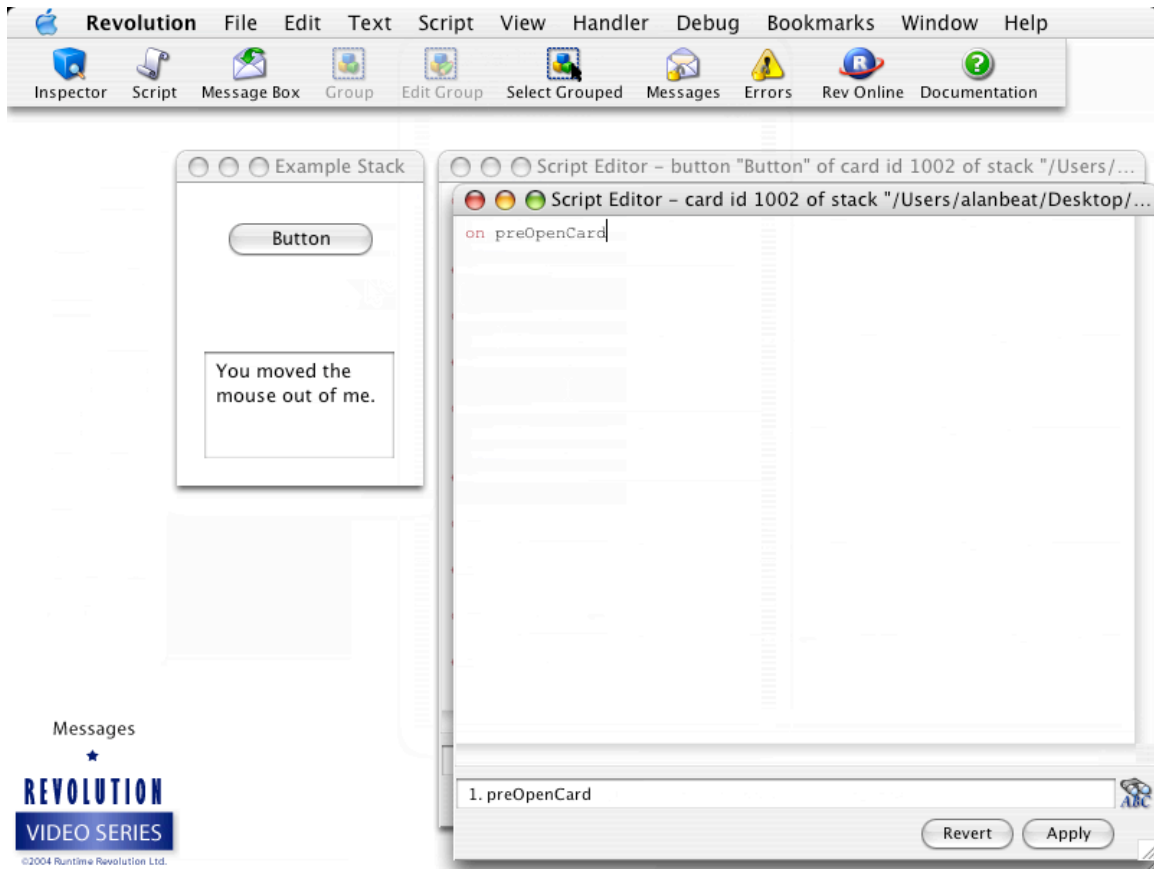 Revolution File Edit Text Script View Handler Debug Bookmarks Window Help
Inspector Script Message Box Group Edit Group Select Grouped Messages Errors Rev Online Documentation
Example Stack
Script Editor – button "Button" of card id 1002 of stack "/Users/...
Script Editor – card id 1002 of stack "/Users/alanbeat/Desktop/...
on preOpenCard
Button
You moved the
mouse out of me.
Messages
REVOLUTION
VIDEO SERIES
©2004 Runtime Revolution Ltd.
1. preOpenCard
ABC
Revert Apply